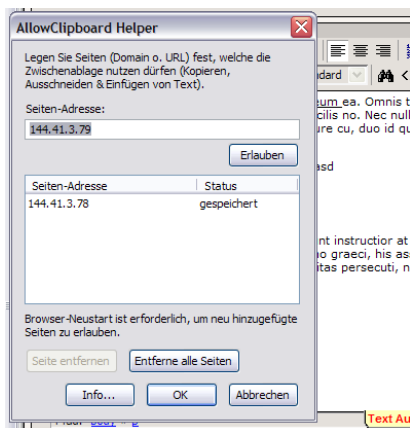 AllowClipboard Helper
Legen Sie Seiten (Domain o. URL) fest, welche die
Zwischenablage nutzen dürfen (Kopieren,
Ausschneiden & Einfügen von Text).
Seiten-Adresse:
144.41.3.79
Erlauben
Seiten-Adresse Status
144.41.3.78 gespeichert
Browser-Neustart ist erforderlich, um neu hinzugefügte
Seiten zu erlauben.
Seite entfernen Entferne alle Seiten
Info... OK Abbrechen
dard
um ea. Omnis t
cilis no. Nec null
ure cu, duo id qu
asd
nt instructior at
no graeci, his as
itas persecuti, n
Text Au